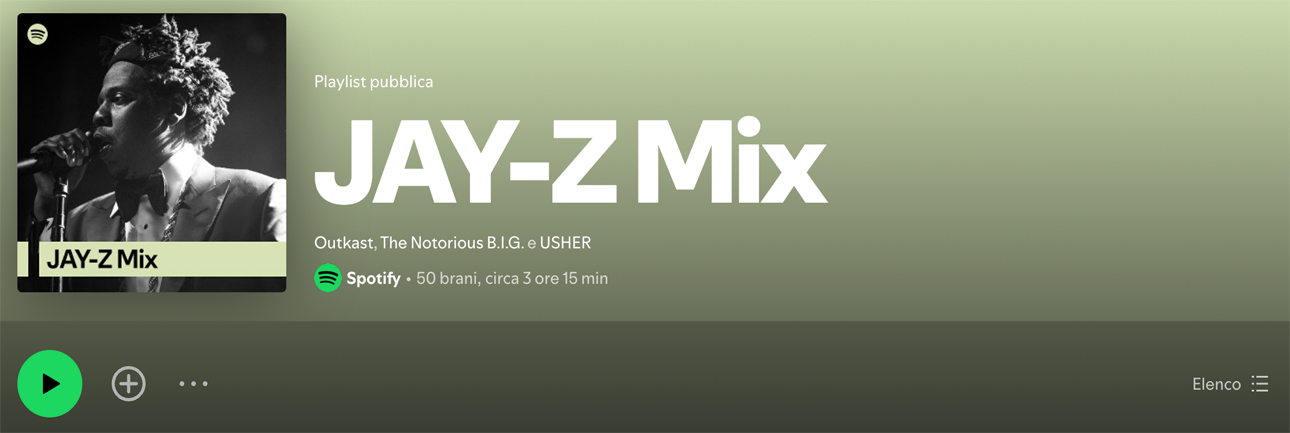 JAY-Z Mix
Playlist pubblica
JAY-Z Mix
Outkast, The Notorious B.I.G. e USHER
Spotify • 50 brani, circa 3 ore 15 min
Elenco